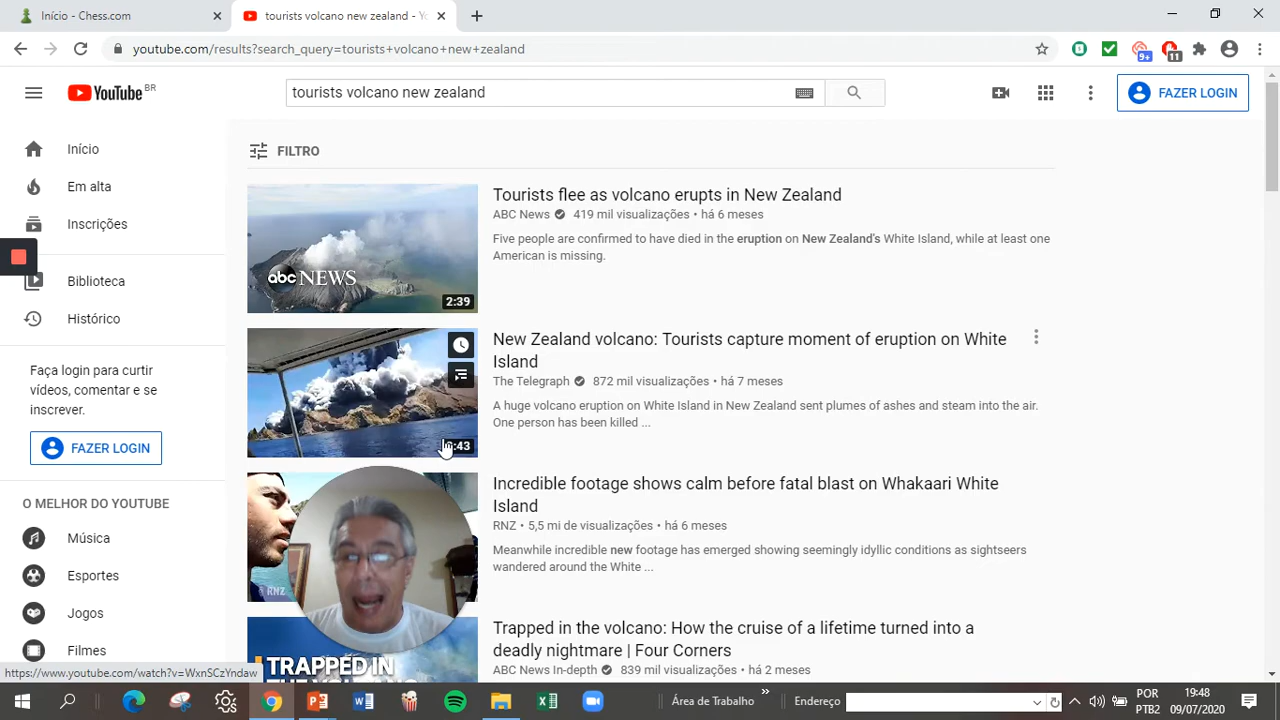 Início - Chess.com
tourists volcano new zealand - Yo
youtube.com/results?search_query=tourists+volcano+new+zealand
9+
11
YouTube BR
tourists volcano new zealand
FAZER LOGIN
Início
Em alta
Inscrições
Biblioteca
Histórico
Faça login para curtir
vídeos, comentar e se
inscrever.
FAZER LOGIN
O MELHOR DO YOUTUBE
Música
Esportes
Jogos
Filmes
FILTRO
abc NEWS
2:39
Tourists flee as volcano erupts in New Zealand
ABC News 419 mil visualizações • há 6 meses
Five people are confirmed to have died in the eruption on New Zealand's White Island, while at least one
American is missing.
:43
New Zealand volcano: Tourists capture moment of eruption on White
Island
The Telegraph 872 mil visualizações • há 7 meses
A huge volcano eruption on White Island in New Zealand sent plumes of ashes and steam into the air.
One person has been killed ...
RNZ
Incredible footage shows calm before fatal blast on Whakaari White
Island
RNZ • 5,5 mi de visualizações • há 6 meses
Meanwhile incredible new footage has emerged showing seemingly idyllic conditions as sightseers
wandered around the White ...
TRAPPED IN
Trapped in the volcano: How the cruise of a lifetime turned into a
deadly nightmare | Four Corners
ABC News In-depth 839 mil visualizações • há 2 meses
https://www.youtube.com/watch?v=WxnSCzYndaw
Área de Trabalho
Endereço
POR
PTB2
19:48
09/07/2020